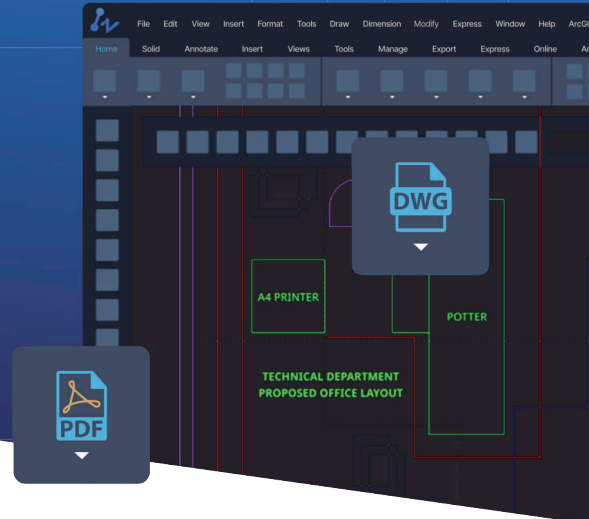 File Edit View Insert Format Tools Draw Dimension Modify Express Window Help
Home Solid Annotate Insert Views Tools Manage Export Express Online
DWG
A4 PRINTER
POTTER
TECHNICAL DEPARTMENT
PROPOSED OFFICE LAYOUT
PDF